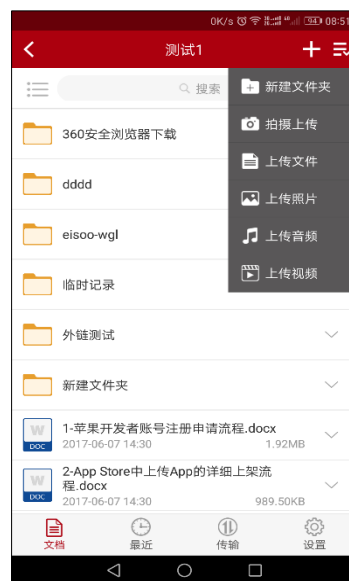 0K/s 08:51
测试1
搜索
新建文件夹
拍摄上传
上传文件
上传照片
上传音频
上传视频
360安全浏览器下载
dddd
eisoo-wgl
临时记录
外链测试
新建文件夹
W
DOC
1-苹果开发者账号注册申请流程.docx
2017-06-07 14:30 1.92MB
W
DOC
2-App Store中上传App的详细上架流
程.docx
2017-06-07 14:30 989.50KB
文档 最近 传输 设置